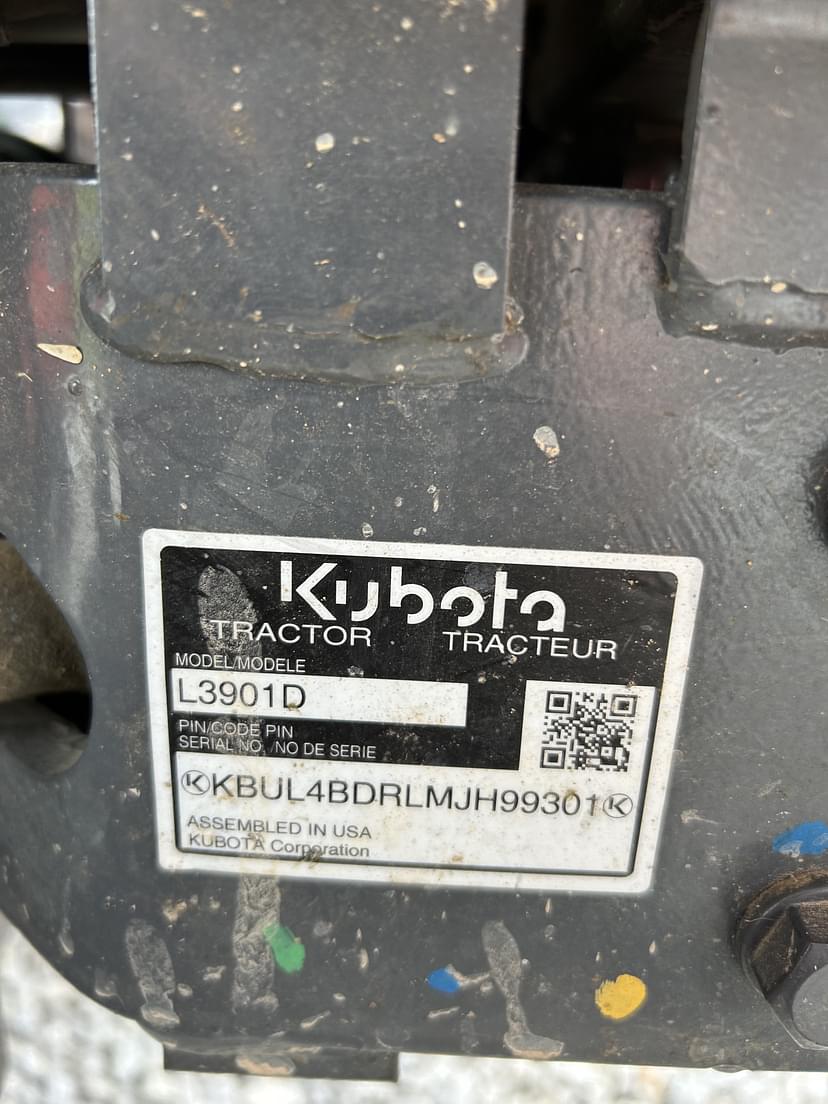 Kubota
TRACTOR TRACTEUR
MODEL/MODELE
L3901D
PIN/CODE PIN
SERIAL NO. /NO DE SERIE
KKBUL4BDRLMJH99301K
ASSEMBLED IN USA
KUBOTA Corporation